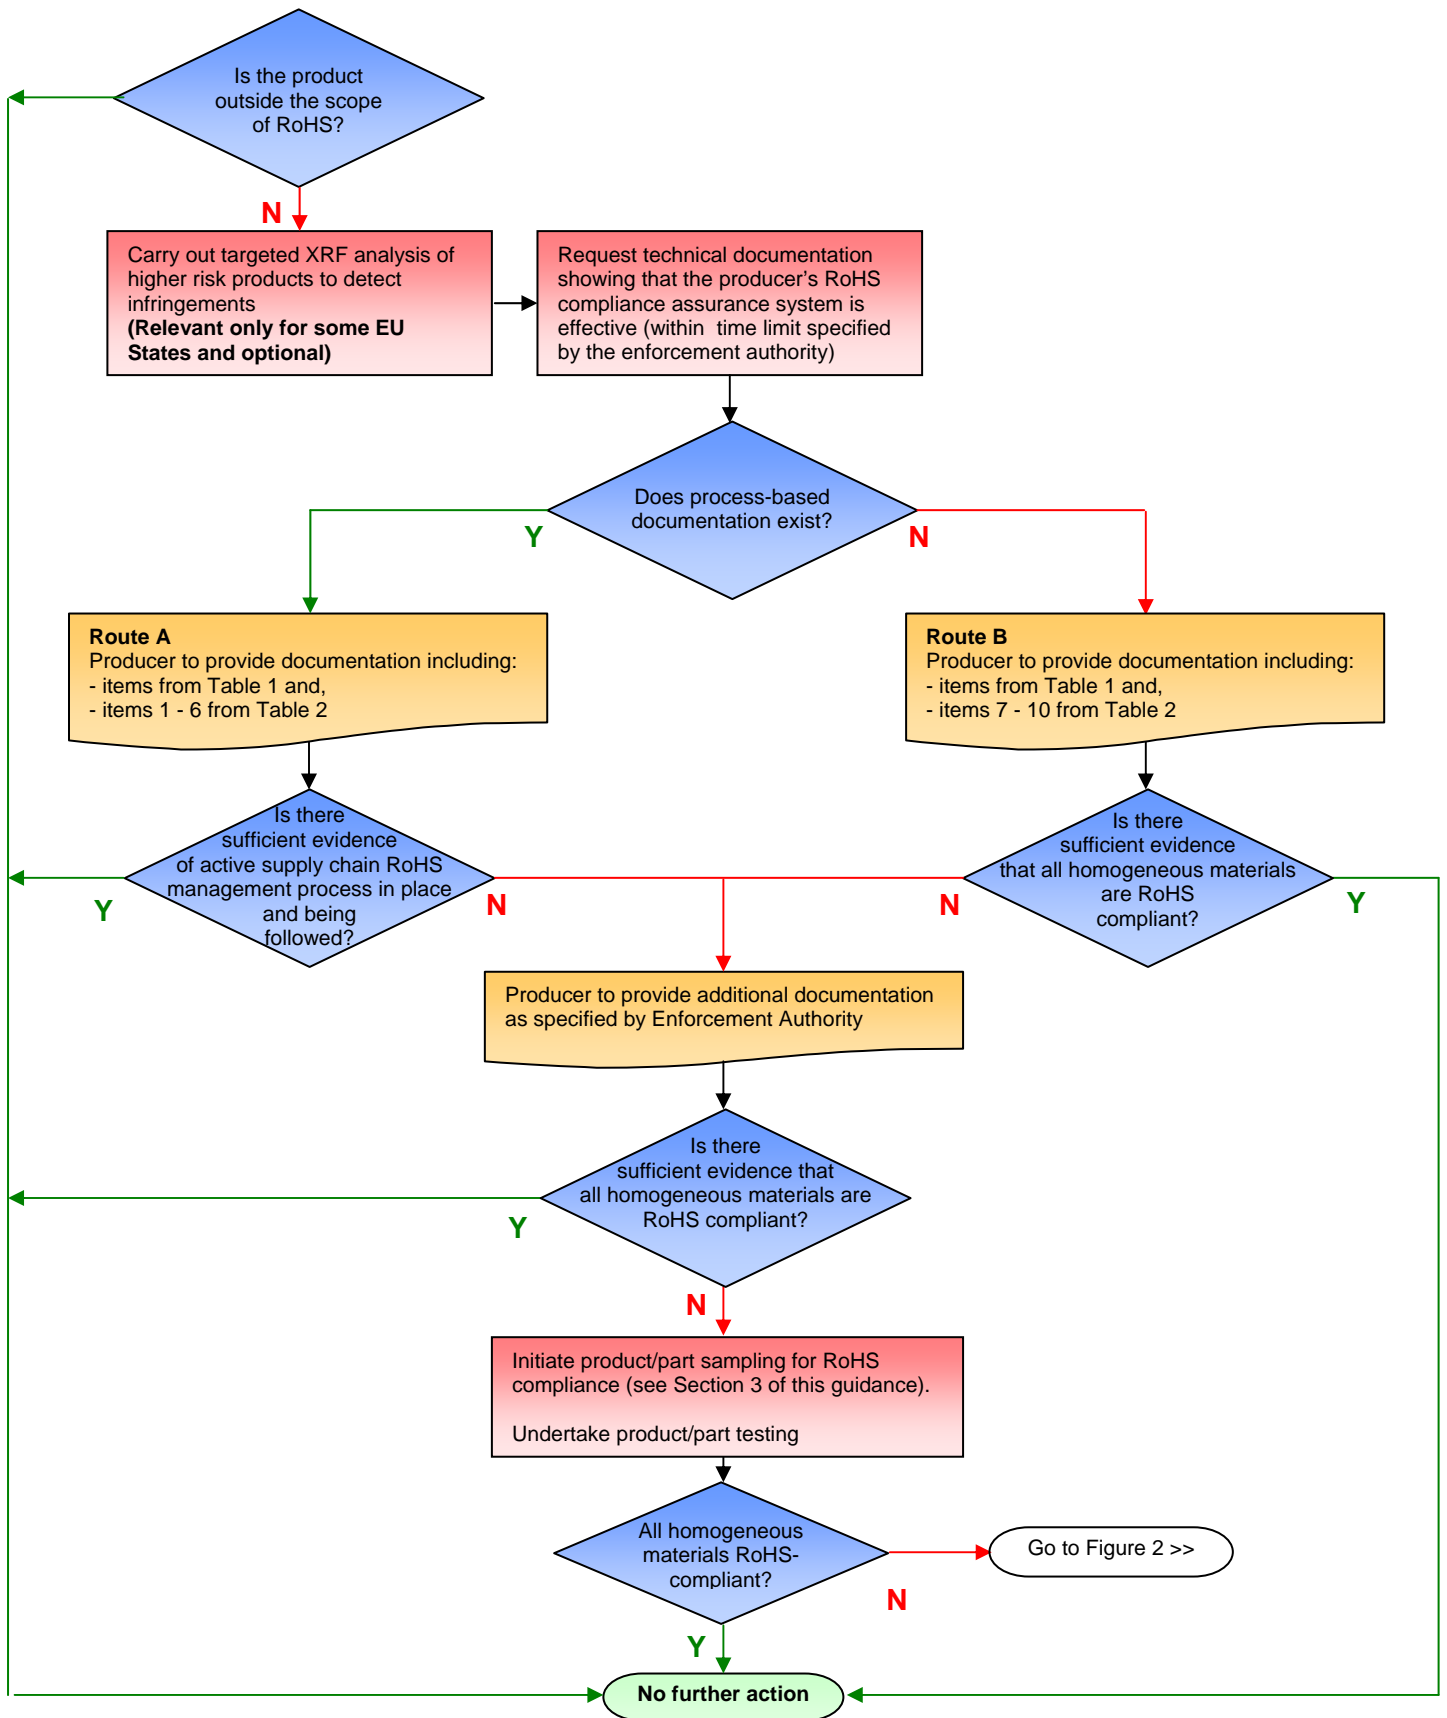 Is the product
outside the scope
of RoHS?
N
Carry out targeted XRF analysis of
higher risk products to detect
infringements
(Relevant only for some EU
States and optional)
Request technical documentation
showing that the producer’s RoHS
compliance assurance system is
effective (within  time limit specified
by the enforcement authority)
Does process-based
documentation exist?
Y
N
Route A
Producer to provide documentation including:
- items from Table 1 and,
- items 1 - 6 from Table 2
Route B
Producer to provide documentation including:
- items from Table 1 and,
- items 7 - 10 from Table 2
Is there
sufficient evidence
of active supply chain RoHS
management process in place
and being
followed?
Y
N
Is there
sufficient evidence
that all homogeneous materials
are RoHS
compliant?
N
Y
Producer to provide additional documentation
as specified by Enforcement Authority
Is there
sufficient evidence that
all homogeneous materials are
RoHS compliant?
Y
N
Initiate product/part sampling for RoHS
compliance (see Section 3 of this guidance).
Undertake product/part testing
All homogeneous
materials RoHS-
compliant?
N
Go to Figure 2 >>
Y
No further action